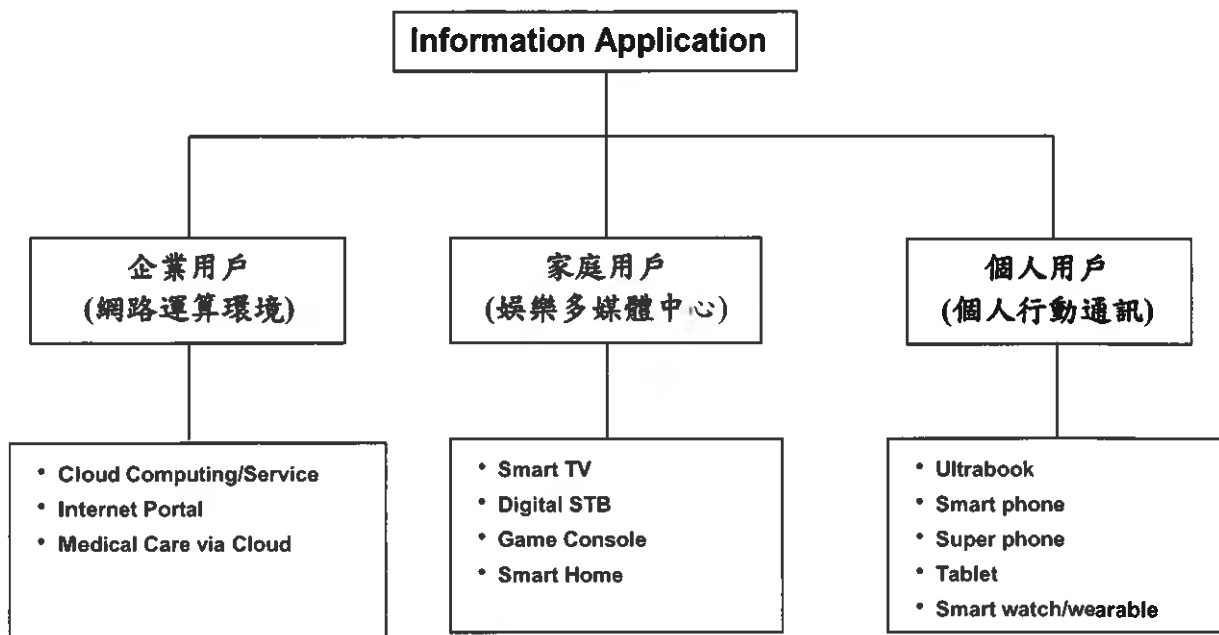 Information Application
企業用戶
(網路運算環境)
家庭用戶
(娛樂多媒體中心)
個人用戶
(個人行動通訊)
• Cloud Computing/Service
• Internet Portal
• Medical Care via Cloud
• Smart TV
• Digital STB
• Game Console
• Smart Home
• Ultrabook
• Smart phone
• Super phone
• Tablet
• Smart watch/wearable